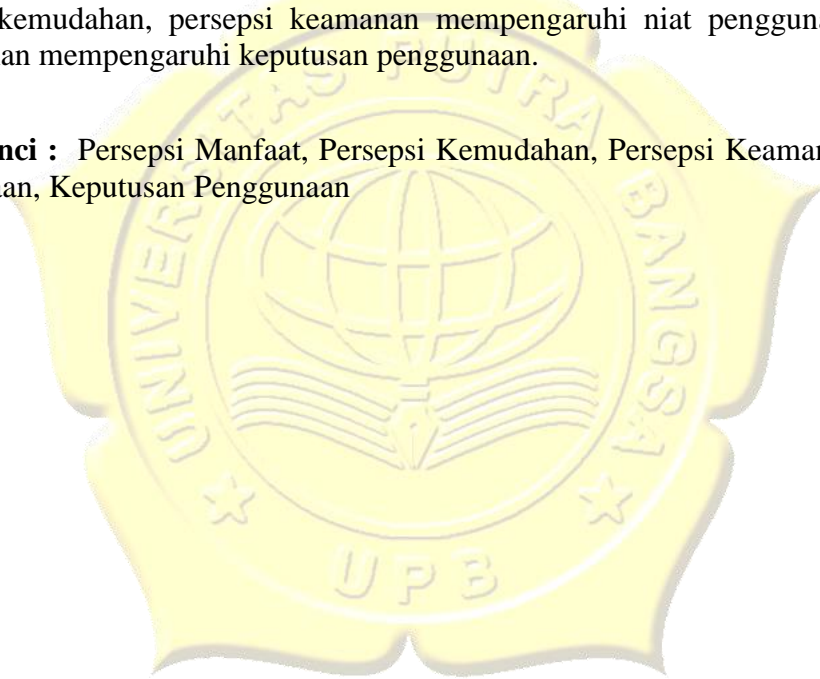 kemudahan, persepsi keamanan mempengaruhi niat pengguna
an mempengaruhi keputusan penggunaan.
nci : Persepsi Manfaat, Persepsi Kemudahan, Persepsi Keaman
an, Keputusan Penggunaan
UNIVERSITAS PUTRA BANGSA
UPB